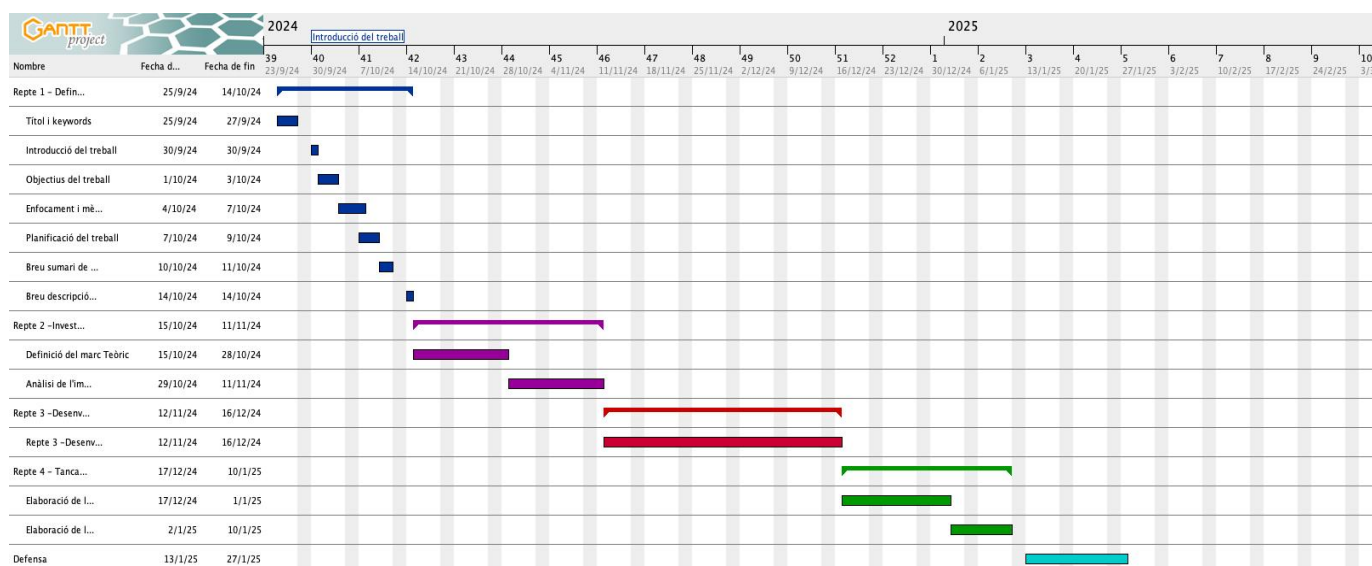 GANTT project
2024
2025
Introducció del treball
39 40 41 42 43 44 45 46 47 48 49 50 51 52 1 2 3 4 5 6 7 8 9 10
Nombre Fecha d... Fecha de fin 23/9/24 30/9/24 7/10/24 14/10/24 21/10/24 28/10/24 4/11/24 11/11/24 18/11/24 25/11/24 2/12/24 9/12/24 16/12/24 23/12/24 30/12/24 6/1/25 13/1/25 20/1/25 27/1/25 3/2/25 10/2/25 17/2/25 24/2/25
Repte 1 - Defin... 25/9/24 14/10/24
Títol i keywords 25/9/24 27/9/24
Introducció del treball 30/9/24 30/9/24
Objectius del treball 1/10/24 3/10/24
Enfocament i mè... 4/10/24 7/10/24
Planificació del treball 7/10/24 9/10/24
Breu sumari de ... 10/10/24 11/10/24
Breu descripció... 14/10/24 14/10/24
Repte 2 -Invest... 15/10/24 11/11/24
Definició del marc Teòric 15/10/24 28/10/24
Anàlisi de l'im... 29/10/24 11/11/24
Repte 3 -Desenv... 12/11/24 16/12/24
Repte 3 -Desenv... 12/11/24 16/12/24
Repte 4 - Tanca... 17/12/24 10/1/25
Elaboració de l... 17/12/24 1/1/25
Elaboració de l... 2/1/25 10/1/25
Defensa 13/1/25 27/1/25